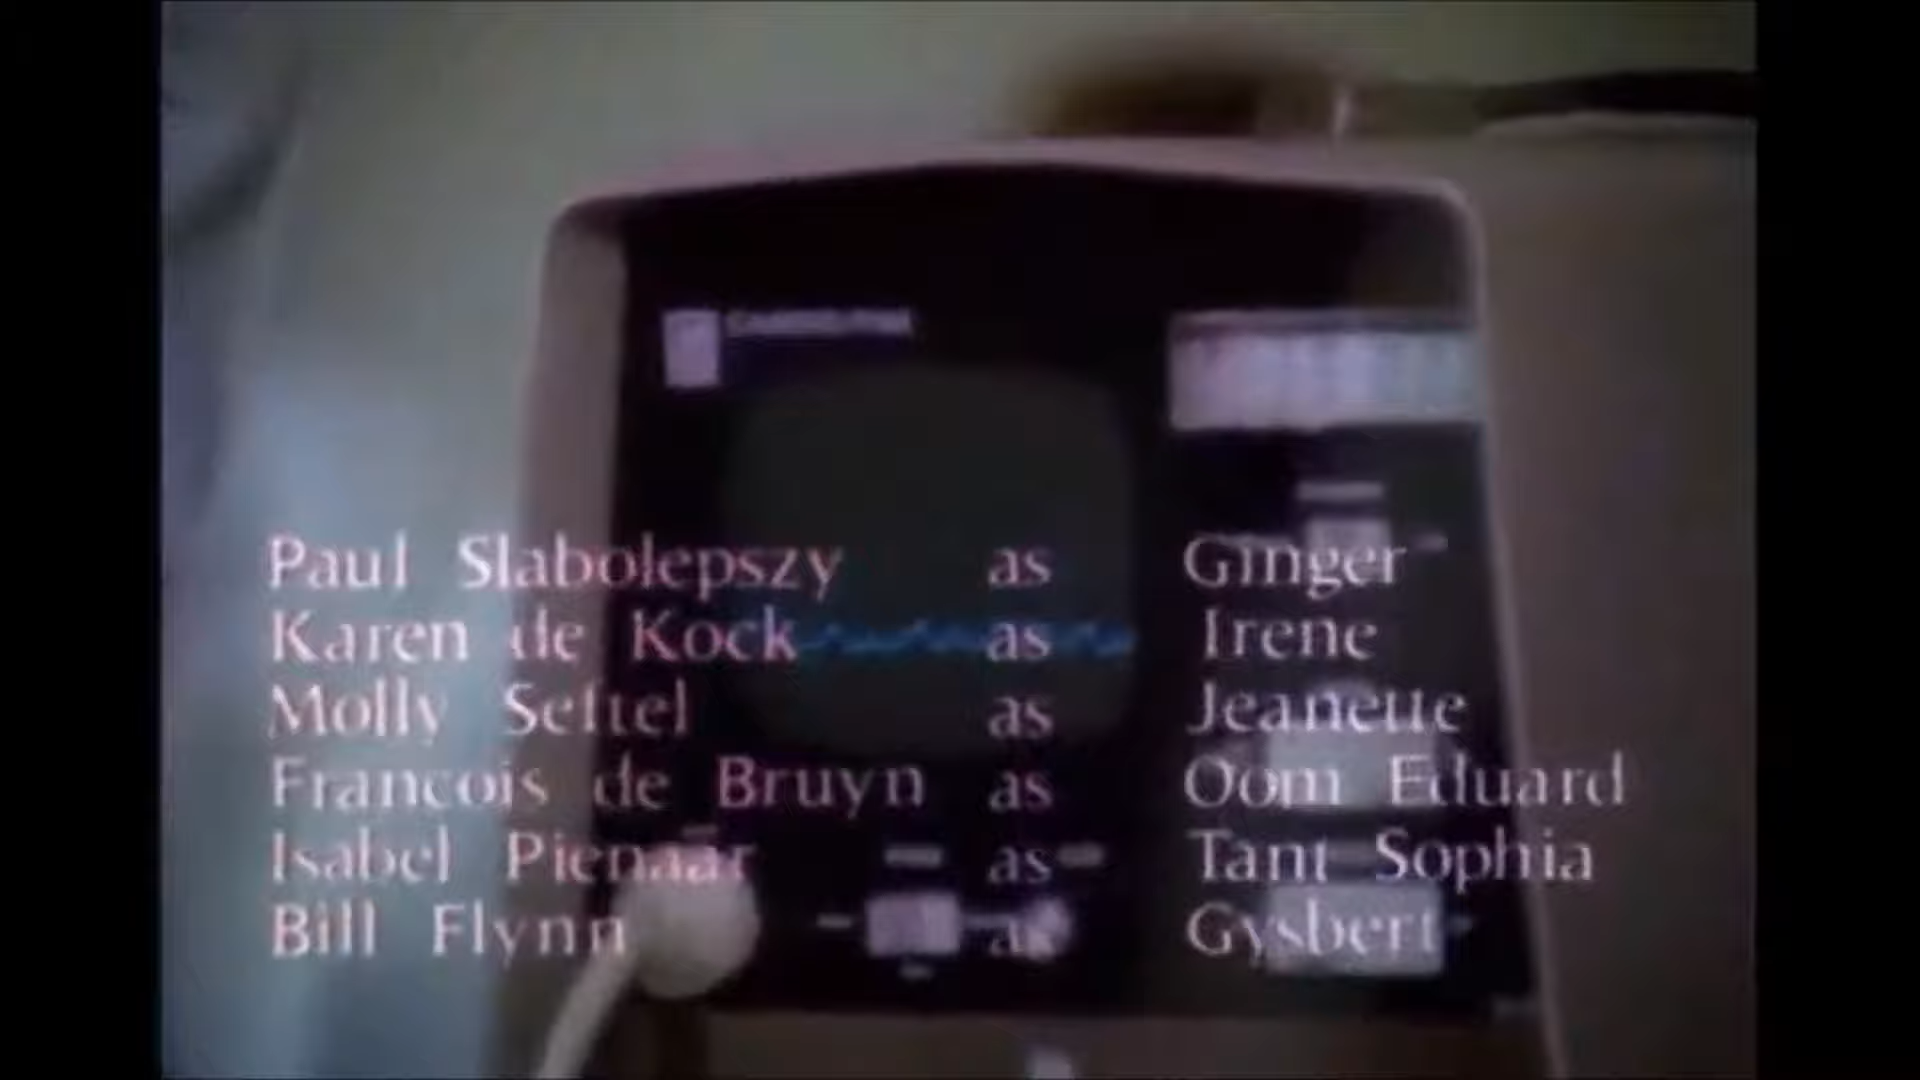 Paul Slabolepszy as Ginger
Karen de Kock as Irene
Molly Seftel as Jeanette
Francois de Bruyn as Oom Eduard
Isabel Pienaar as Tant Sophia
Bill Flynn as Gysbert